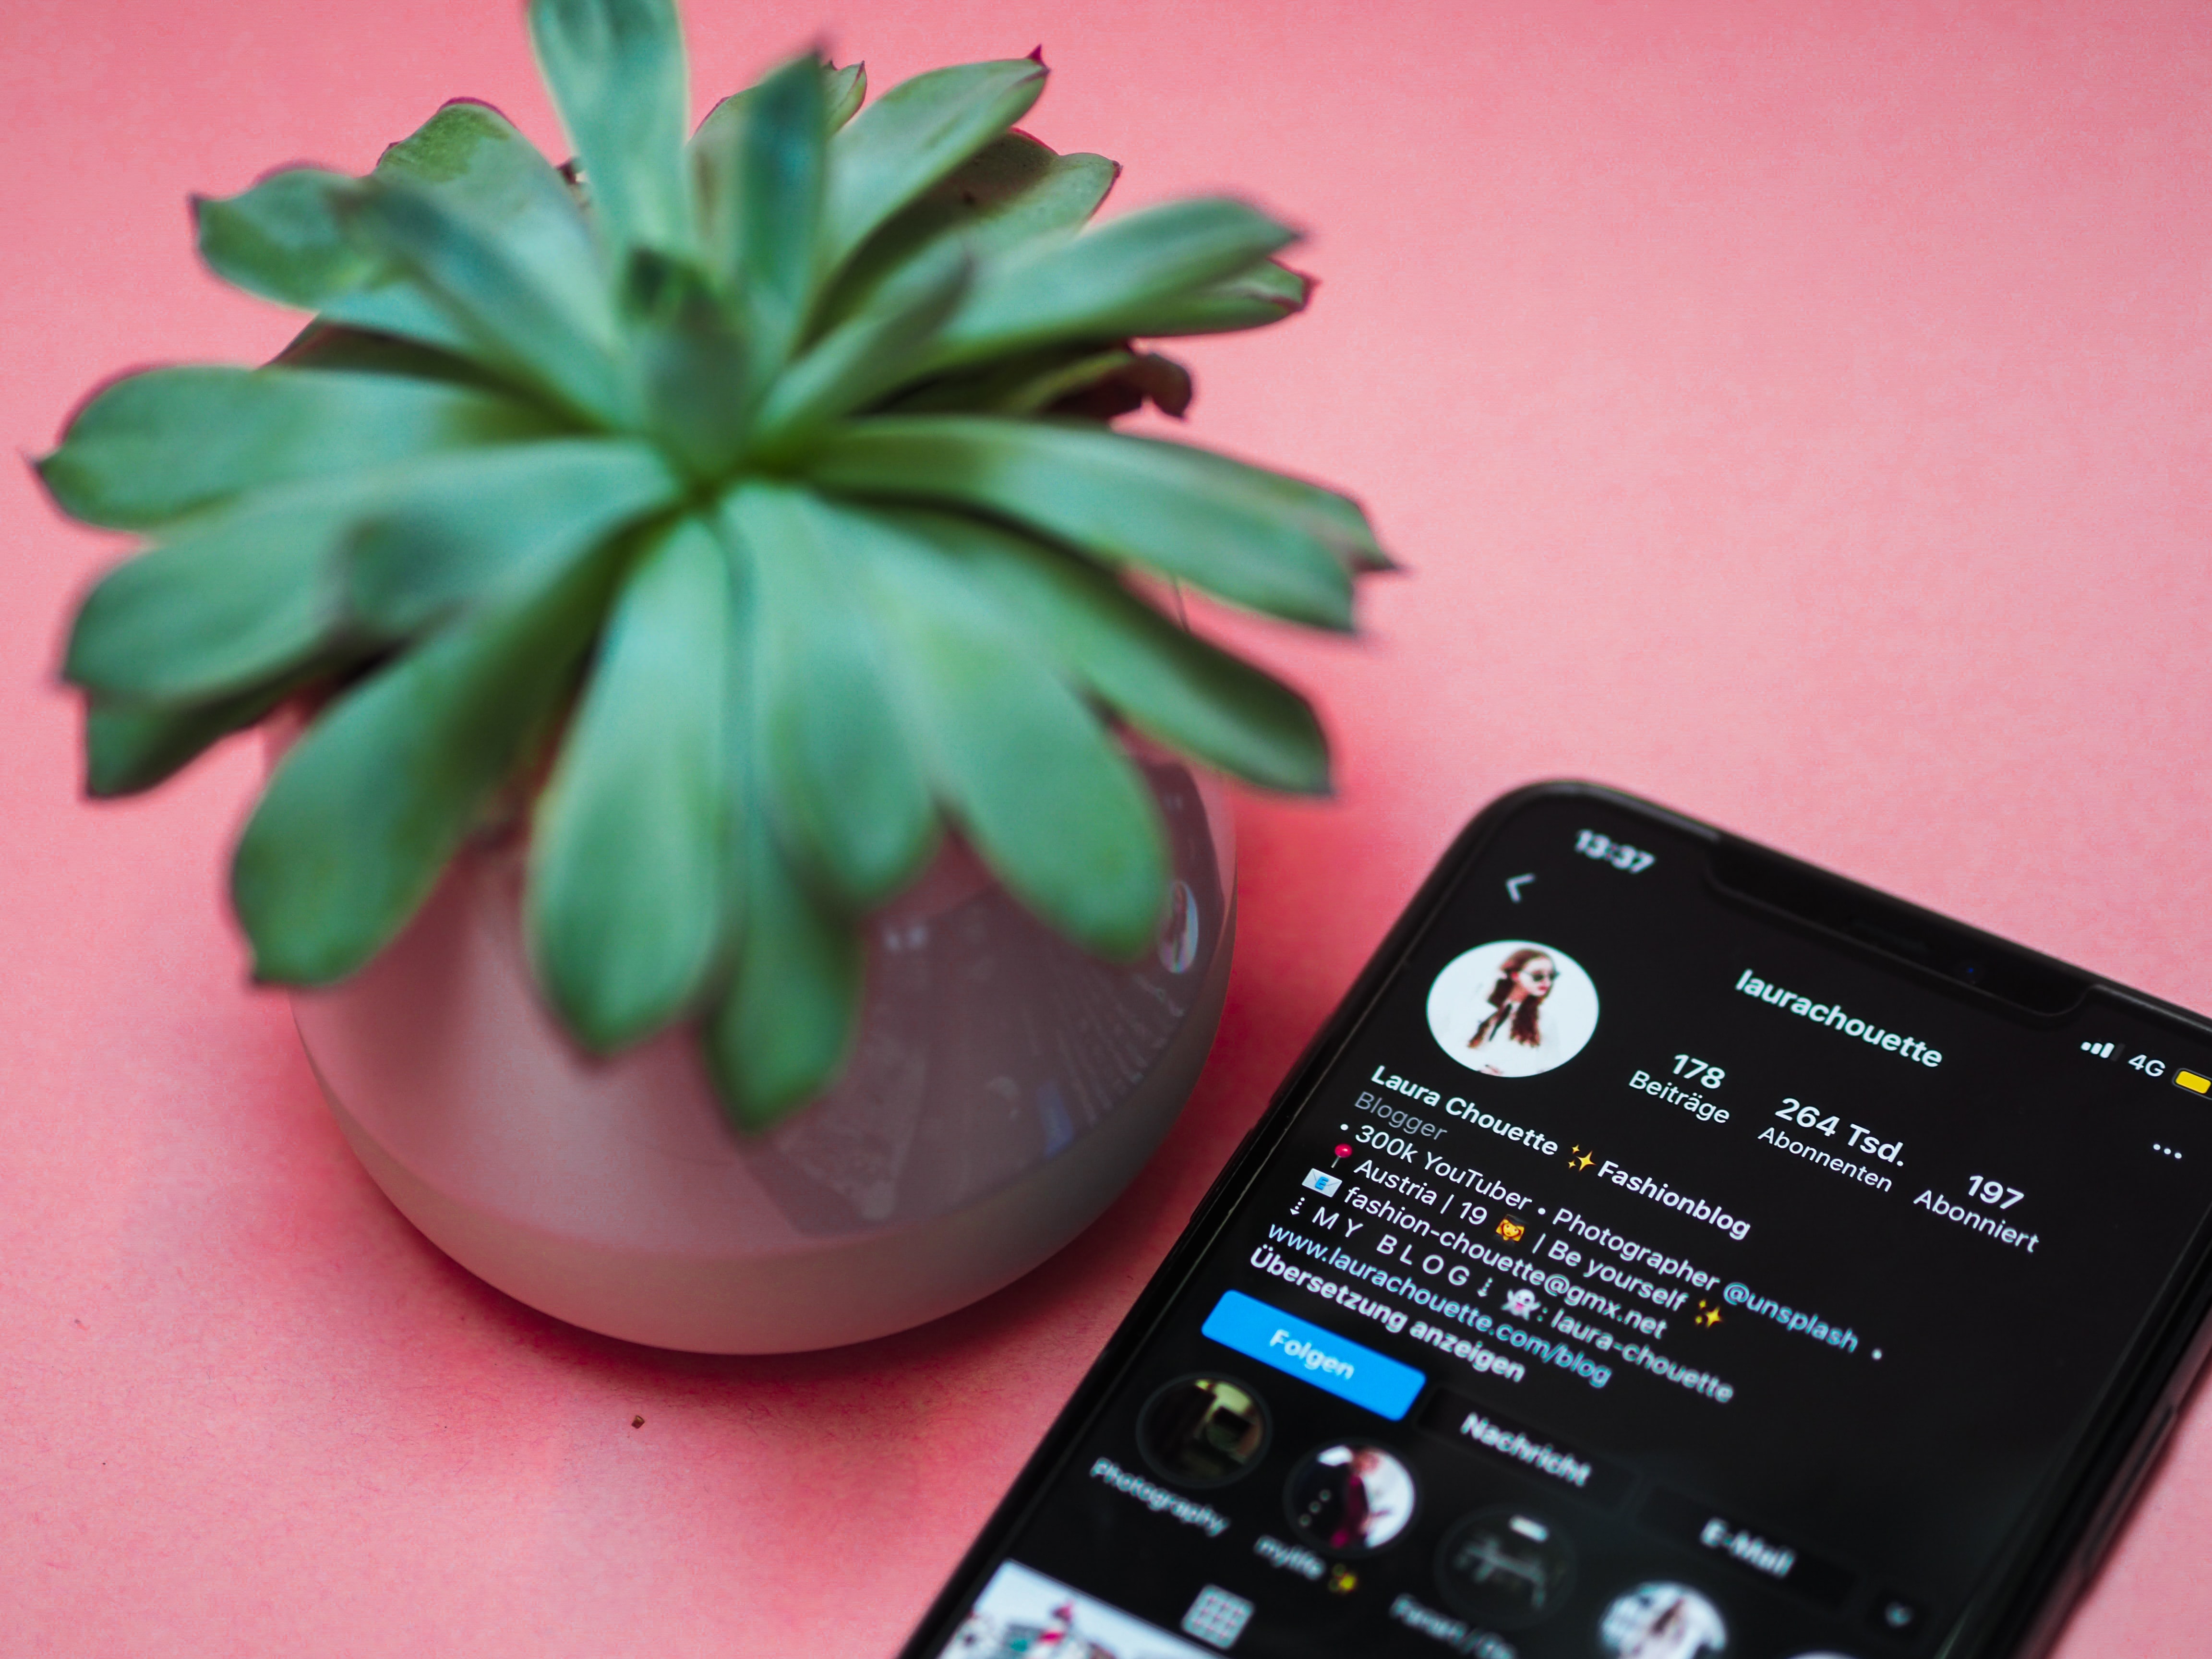 13:37
4G
laurachouette
178
Beiträge
264 Tsd.
Abonnenten
197
Abonniert
Laura Chouette ✨Fashionblog
Blogger
• 300k YouTuber • Photographer @unsplash •
📍 Austria | 19 👩 | Be yourself ✨
📧 fashion-chouette@gmx.net
⇣ M Y B L O G ⇣ 👻: laura-chouette
www.laurachouette.com/blog
Übersetzung anzeigen
Folgen
Nachricht
E-Mail
Photography
mylife ✨